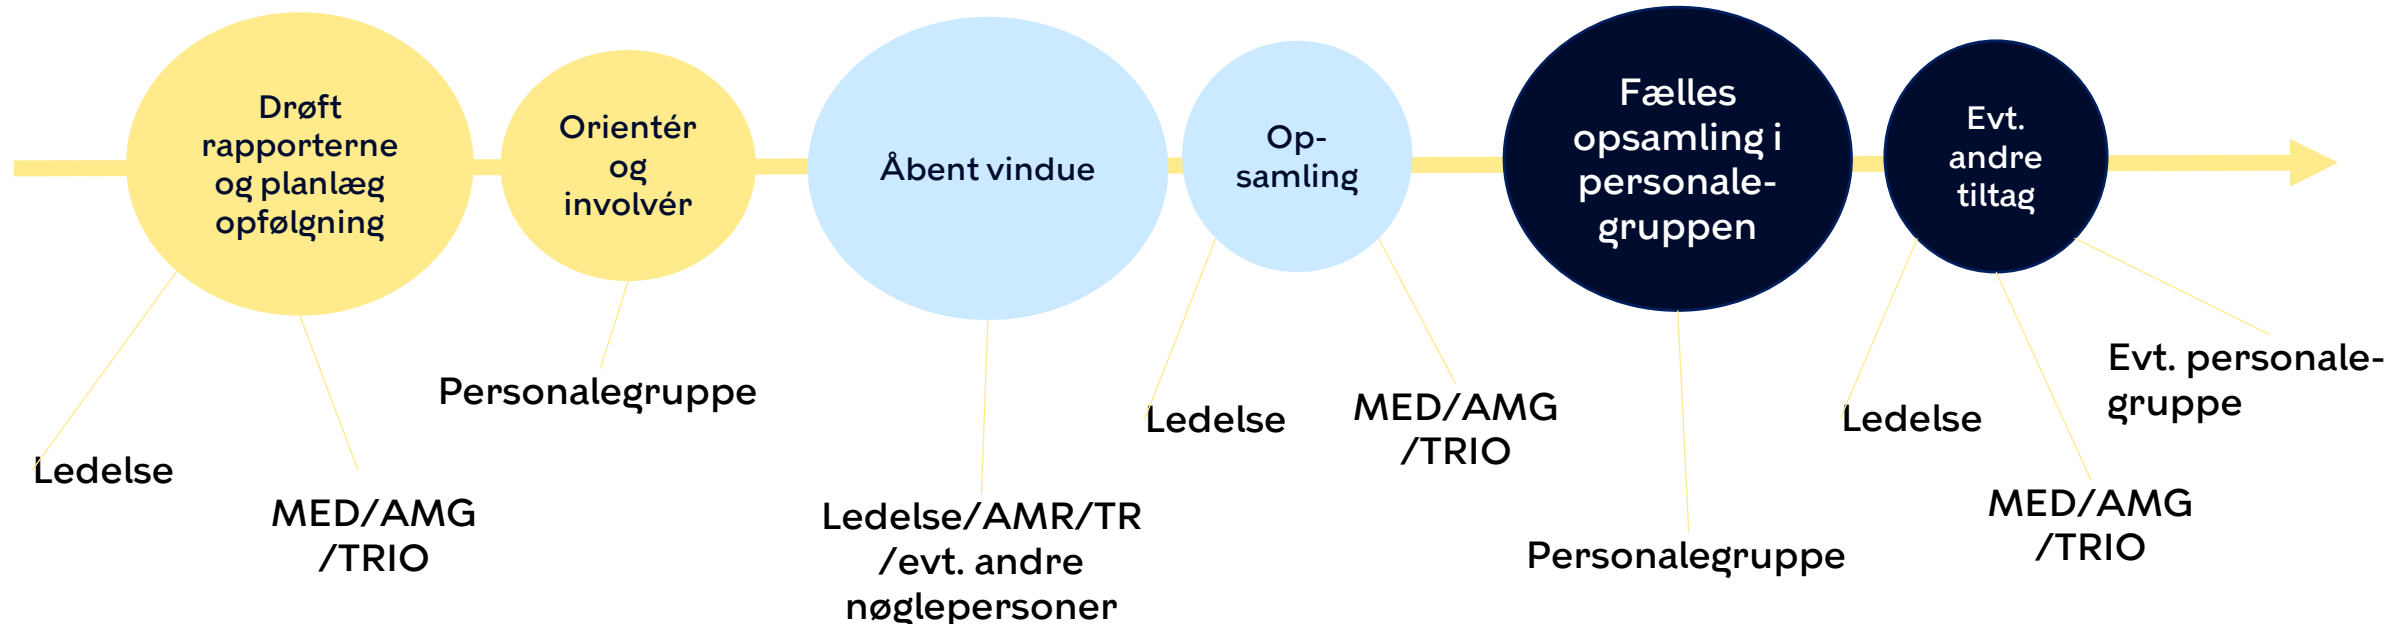 Drøft
rapporterne
og planlæg
opfølgning
Orientér
og
involvér
Åbent vindue
Op-
samling
Fælles
opsamling i
personale-
gruppen
Evt.
andre
tiltag
Ledelse
MED/AMG
/TRIO
Personalegruppe
Ledelse/AMR/TR
/evt. andre
nøglepersoner
Ledelse
MED/AMG
/TRIO
Personalegruppe
Ledelse
MED/AMG
/TRIO
Evt. personale-
gruppe